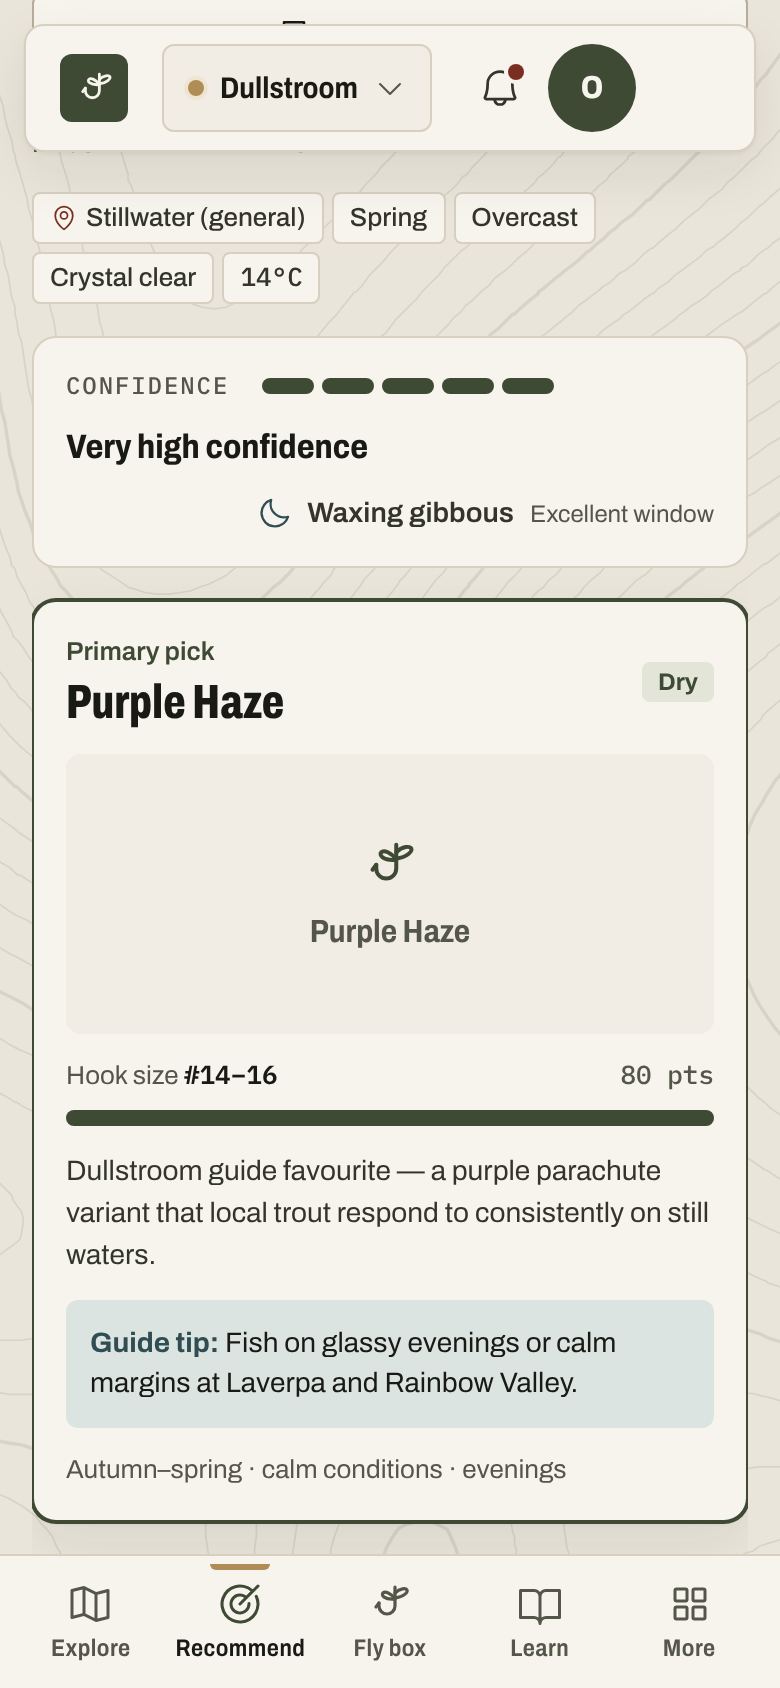 Dullstroom
O
Stillwater (general)
Spring
Overcast
Crystal clear
14°C
CONFIDENCE
Very high confidence
Waxing gibbous Excellent window
Primary pick
Purple Haze
Dry
Purple Haze
Hook size #14–16
80 pts
Dullstroom guide favourite — a purple parachute
variant that local trout respond to consistently on still
waters.
Guide tip: Fish on glassy evenings or calm
margins at Laverpa and Rainbow Valley.
Autumn–spring · calm conditions · evenings
Explore
Recommend
Fly box
Learn
More